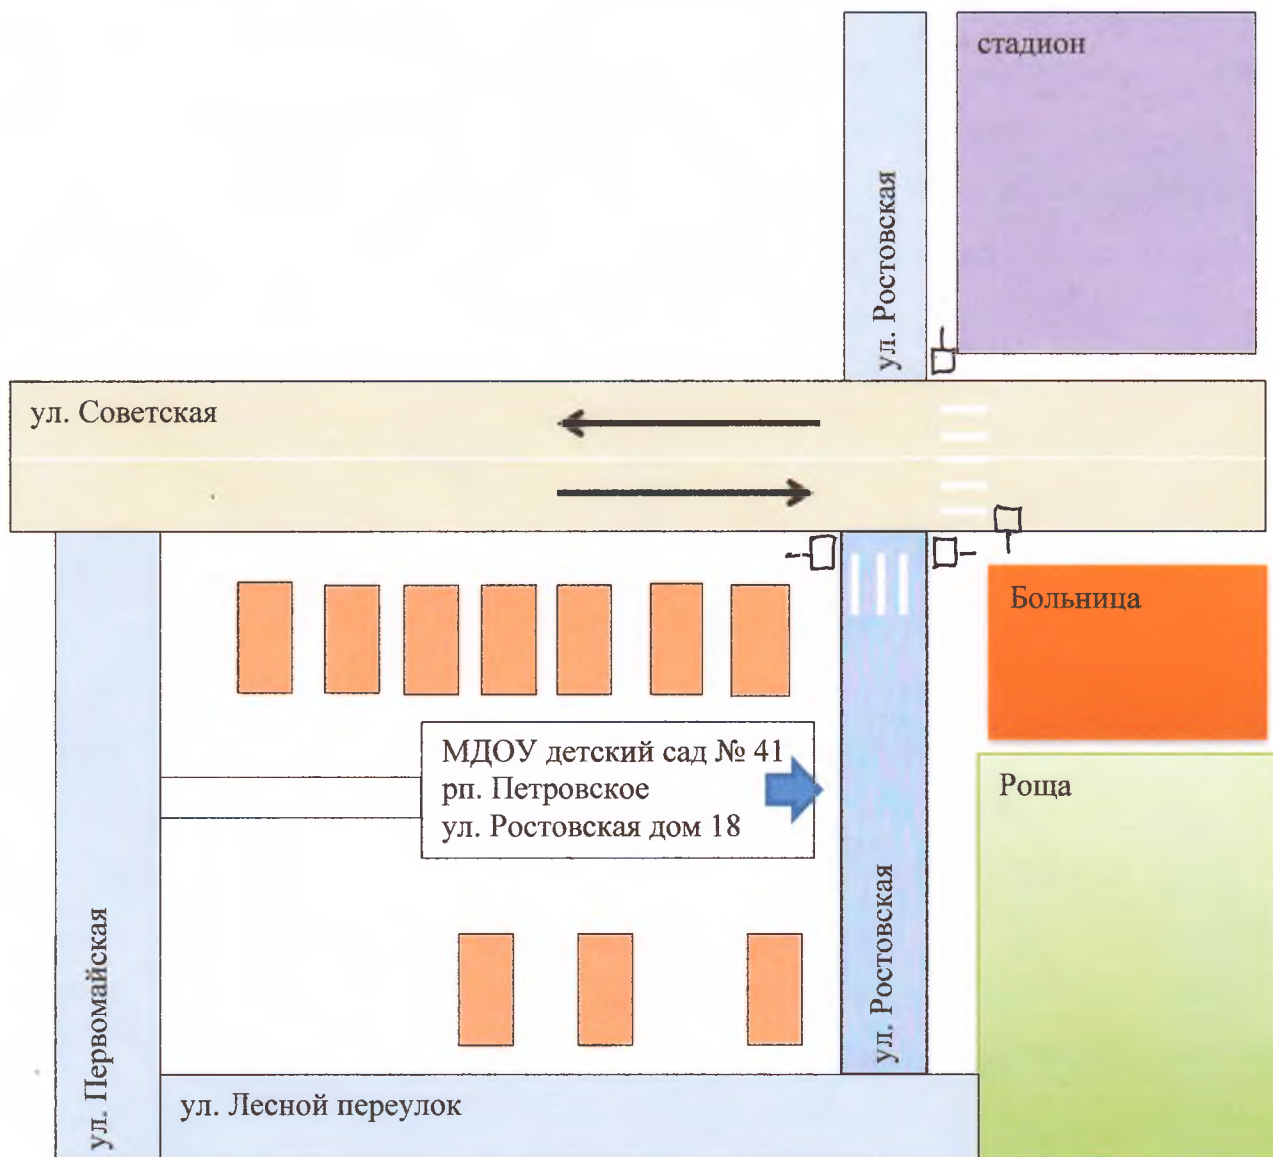 стадион
ул. Ростовская
ул. Советская
Больница
МДОУ детский сад № 41
рп. Петровское
ул. Ростовская дом 18
Роща
ул. Ростовская
ул. Первомайская
ул. Лесной переулок